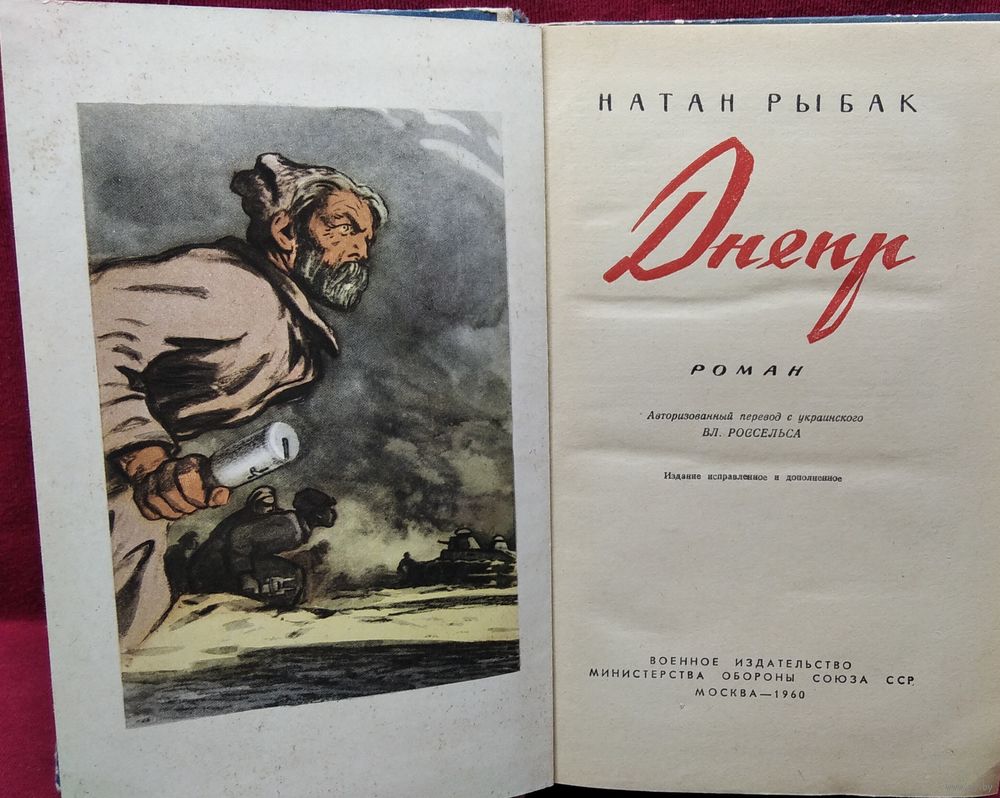 НАТАН РЫБАК
Днепр
РОМАН
Авторизованный перевод с украинского
ВЛ. РОССЕЛЬСА
Издание исправленное и дополненное
ВОЕННОЕ ИЗДАТЕЛЬСТВО
МИНИСТЕРСТВА ОБОРОНЫ СОЮЗА ССР
МОСКВА—1960